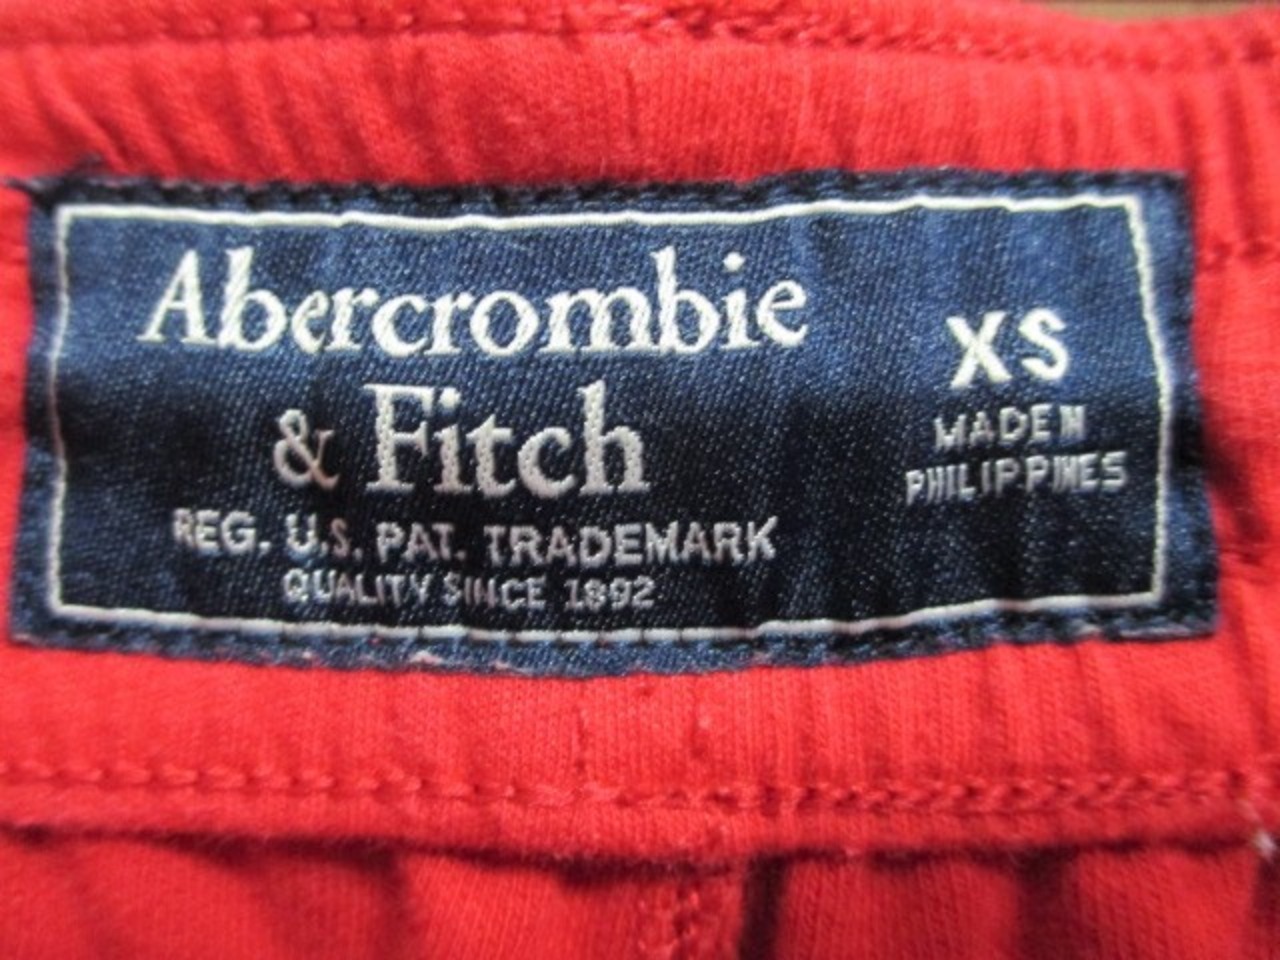 Abercrombie
& Fitch
REG. U.S. PAT. TRADEMARK
QUALITY SINCE 1892
XS
MADE IN
PHILIPPINES